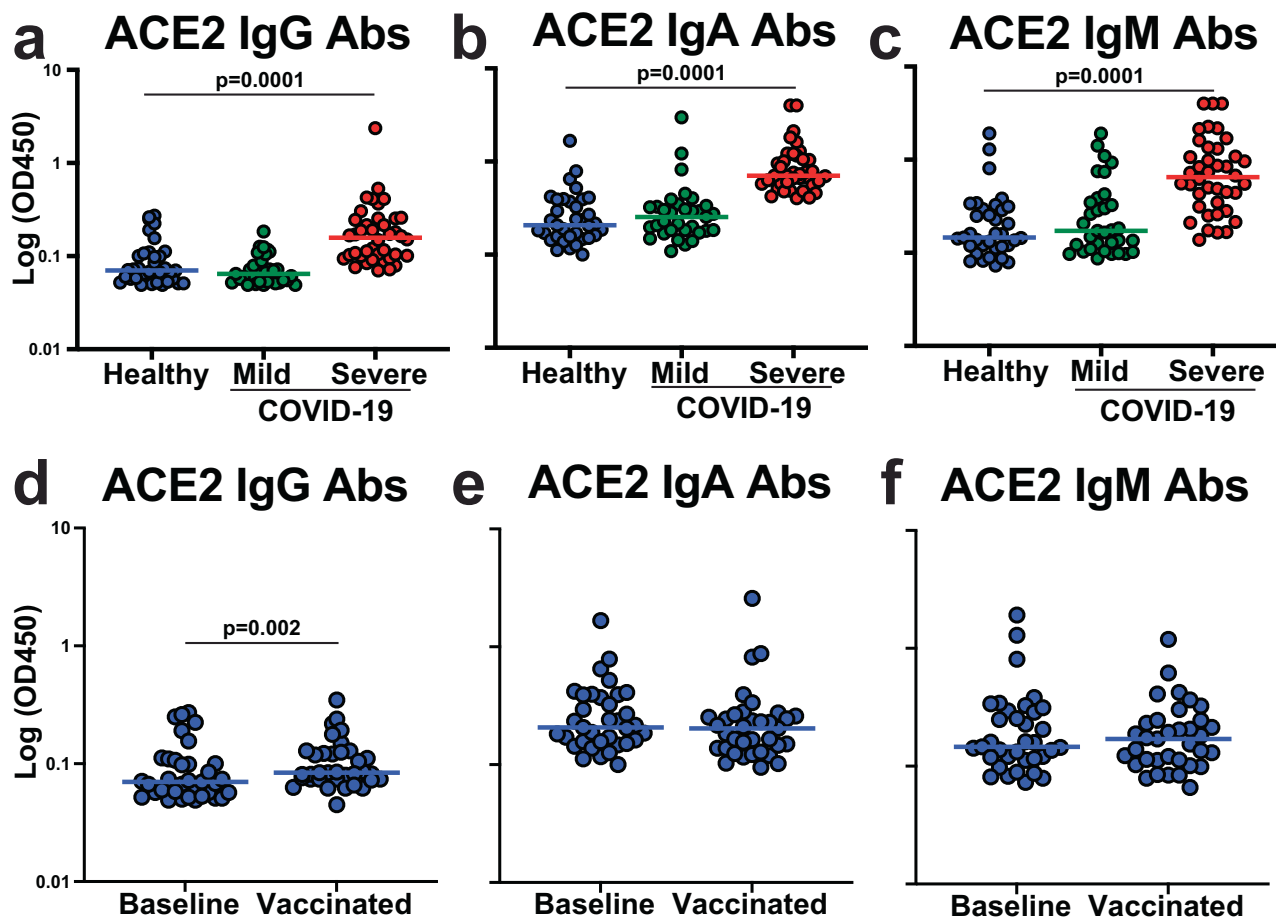 a ACE2 IgG Abs
Log (OD450)
10
1
0.1
0.01
p=0.0001
Healthy Mild Severe
COVID-19
b ACE2 IgA Abs
p=0.0001
Healthy Mild Severe
COVID-19
c ACE2 IgM Abs
p=0.0001
Healthy Mild Severe
COVID-19
d ACE2 IgG Abs
Log (OD450)
10
1
0.1
0.01
p=0.002
Baseline Vaccinated
e ACE2 IgA Abs
Baseline Vaccinated
f ACE2 IgM Abs
Baseline Vaccinated